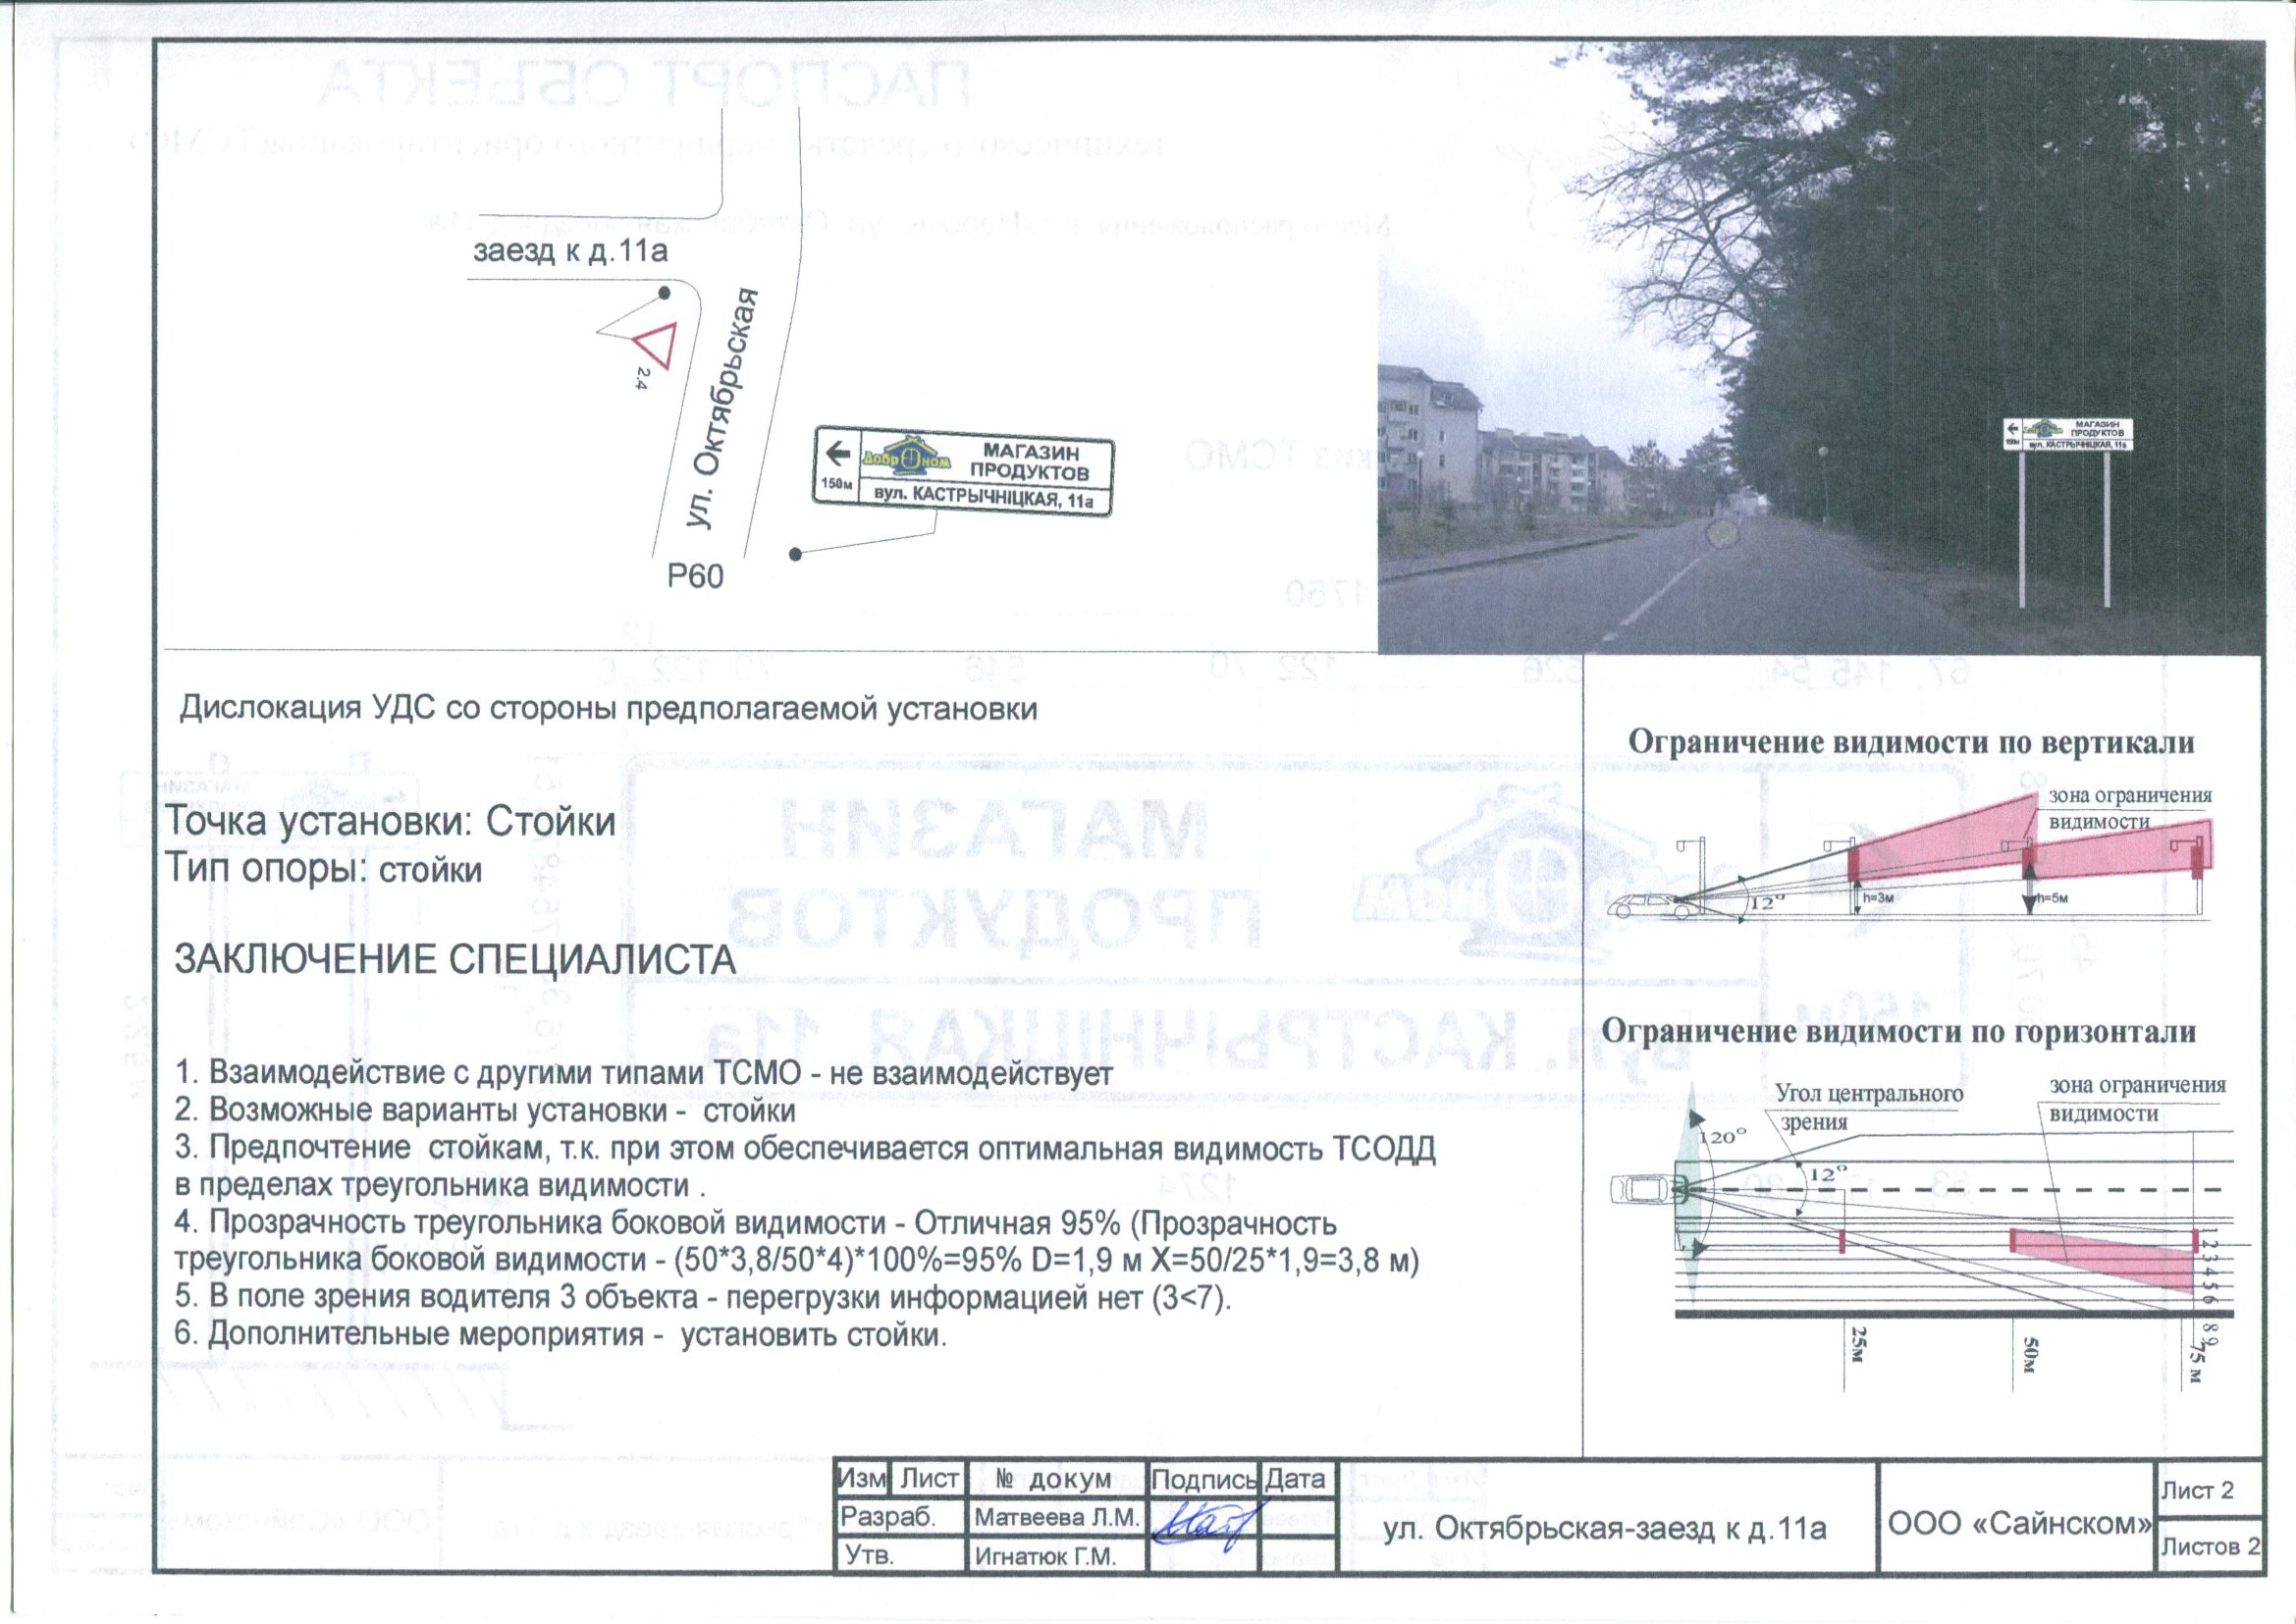 заезд к д.11а
2.4
ул. Октябрьская
Р60
←
150м
Доброном
МАГАЗИН
ПРОДУКТОВ
вул. КАСТРЫЧНІЦКАЯ, 11а
←
150м
МАГАЗИН
ПРОДУКТОВ
вул. КАСТРЫЧНІЦКАЯ, 11а
Дислокация УДС со стороны предполагаемой установки
Точка установки: Стойки
Тип опоры: стойки
ЗАКЛЮЧЕНИЕ СПЕЦИАЛИСТА
1. Взаимодействие с другими типами ТСМО - не взаимодействует
2. Возможные варианты установки - стойки
3. Предпочтение стойкам, т.к. при этом обеспечивается оптимальная видимость ТСОДД
в пределах треугольника видимости .
4. Прозрачность треугольника боковой видимости - Отличная 95% (Прозрачность
треугольника боковой видимости - (50*3,8/50*4)*100%=95% D=1,9 м X=50/25*1,9=3,8 м)
5. В поле зрения водителя 3 объекта - перегрузки информацией нет (3<7).
6. Дополнительные мероприятия - установить стойки.
Ограничение видимости по вертикали
зона ограничения
видимости
12°
h=3м
h=5м
Ограничение видимости по горизонтали
Угол центрального
зрения
зона ограничения
видимости
120°
12°
1 2 3 4 5 6 8 9
25м
50м
75 м
Изм Лист № докум Подпись Дата
Разраб. Матвеева Л.М.
Утв. Игнатюк Г.М.
ул. Октябрьская-заезд к д.11а
ООО «Сайнском»
Лист 2
Листов 2